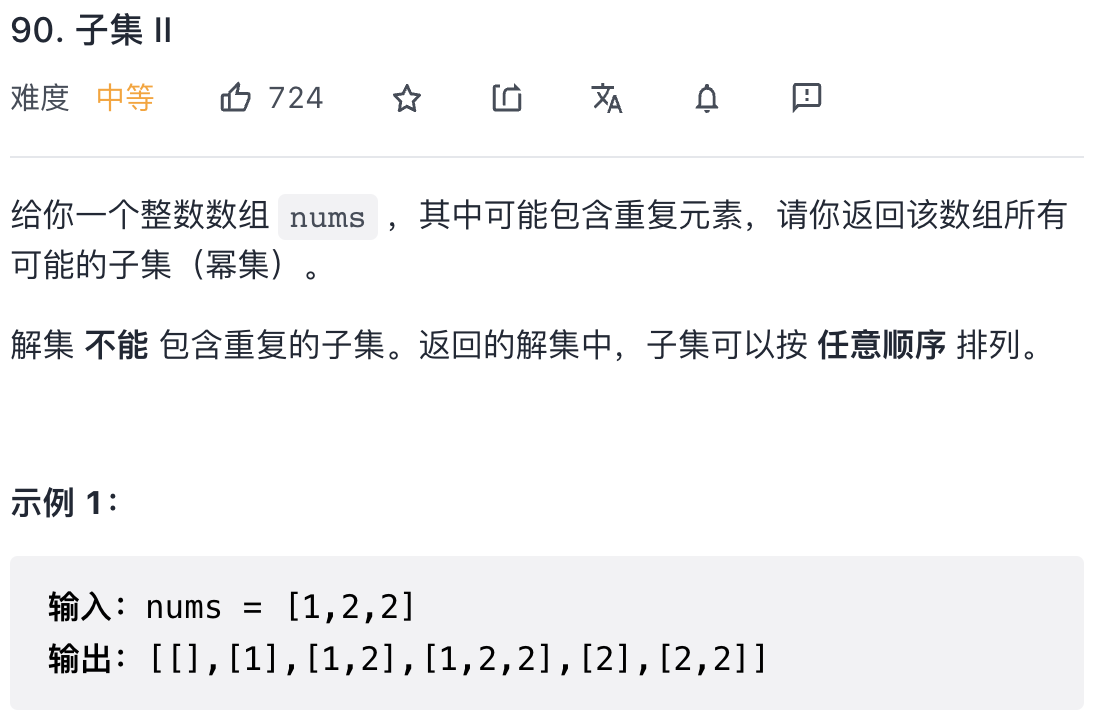 90. 子集 II
难度 中等 724
给你一个整数数组 nums ，其中可能包含重复元素，请你返回该数组所有
可能的子集（幂集）。
解集 不能 包含重复的子集。返回的解集中，子集可以按 任意顺序 排列。
示例 1：
输入：nums = [1,2,2]
输出：[[],[1],[1,2],[1,2,2],[2],[2,2]]